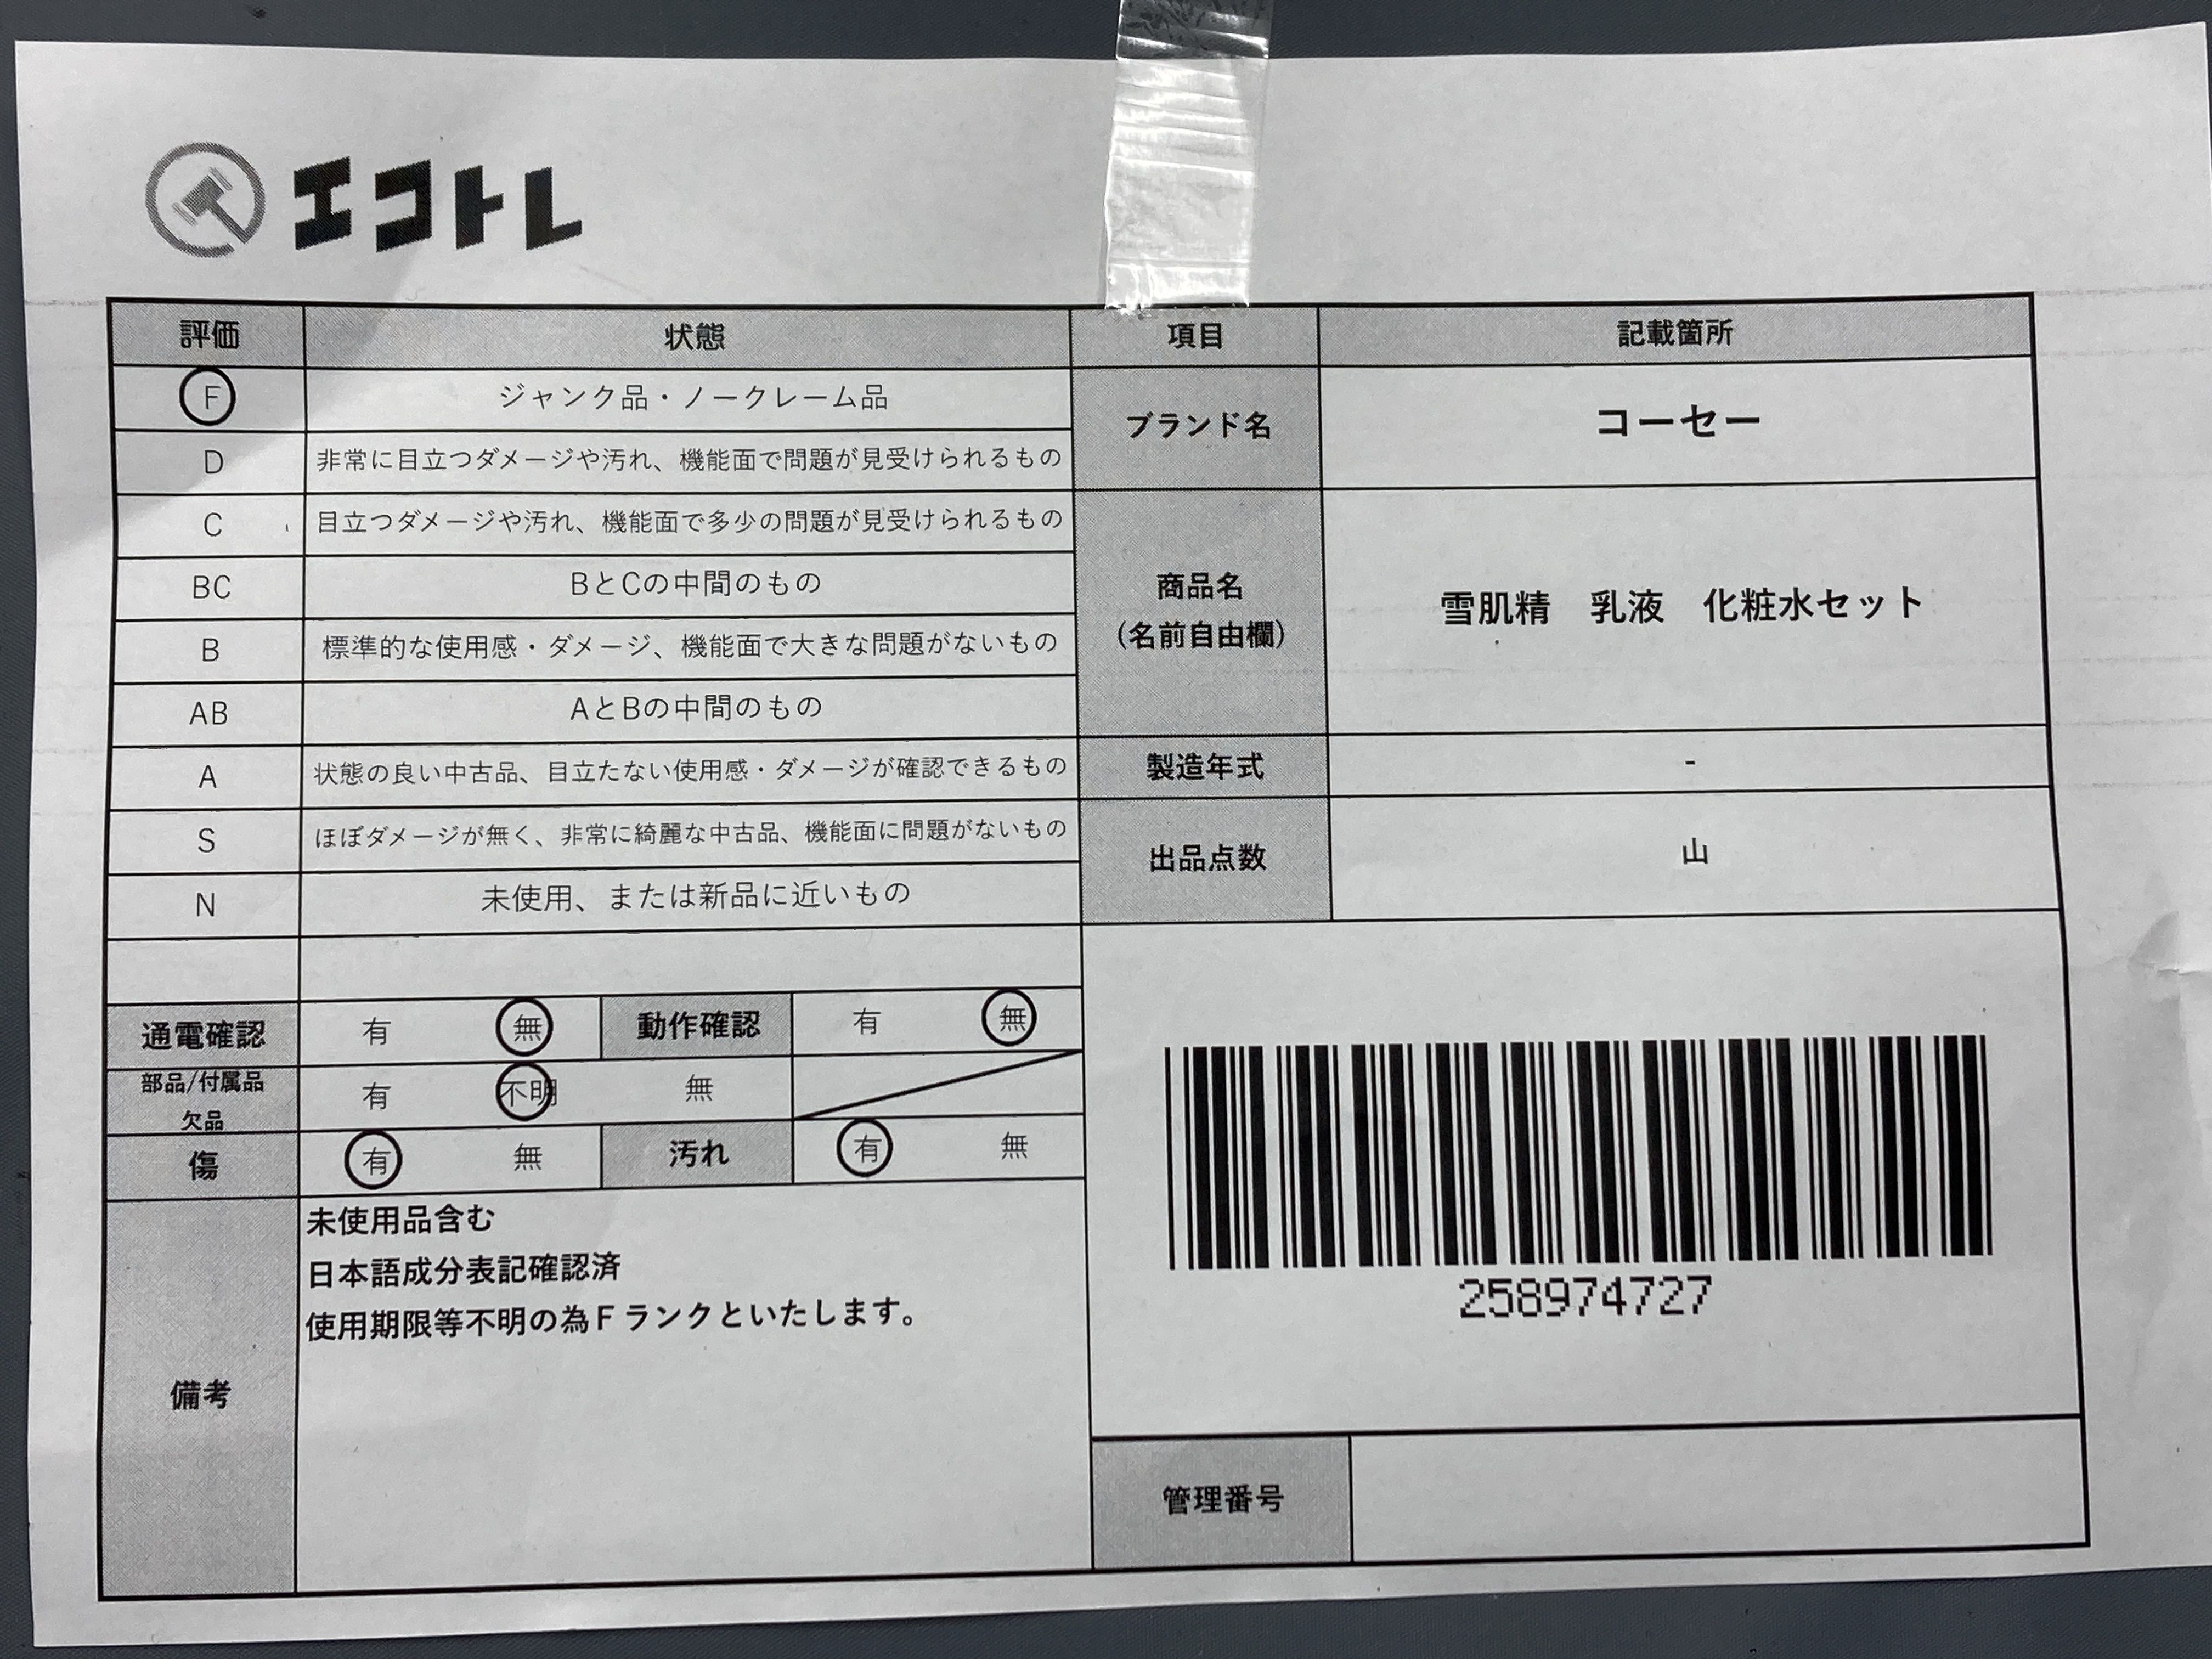 エコトレ
評価 状態 項目 記載箇所
F ジャンク品・ノークレーム品
D 非常に目立つダメージや汚れ、機能面で問題が見受けられるもの
C 目立つダメージや汚れ、機能面で多少の問題が見受けられるもの
BC BとCの中間のもの
B 標準的な使用感・ダメージ、機能面で大きな問題がないもの
AB AとBの中間のもの
A 状態の良い中古品、目立たない使用感・ダメージが確認できるもの
S ほぼダメージが無く、非常に綺麗な中古品、機能面に問題がないもの
N 未使用、または新品に近いもの
ブランド名 コーセー
商品名
(名前自由欄)
雪肌精 乳液 化粧水セット
製造年式 -
出品点数 山
通電確認 有 無 動作確認 有 無
部品/付属品
欠品
有 不明 無
傷 有 無 汚れ 有 無
備考
未使用品含む
日本語成分表記確認済
使用期限等不明の為Fランクといたします。
258974727
管理番号